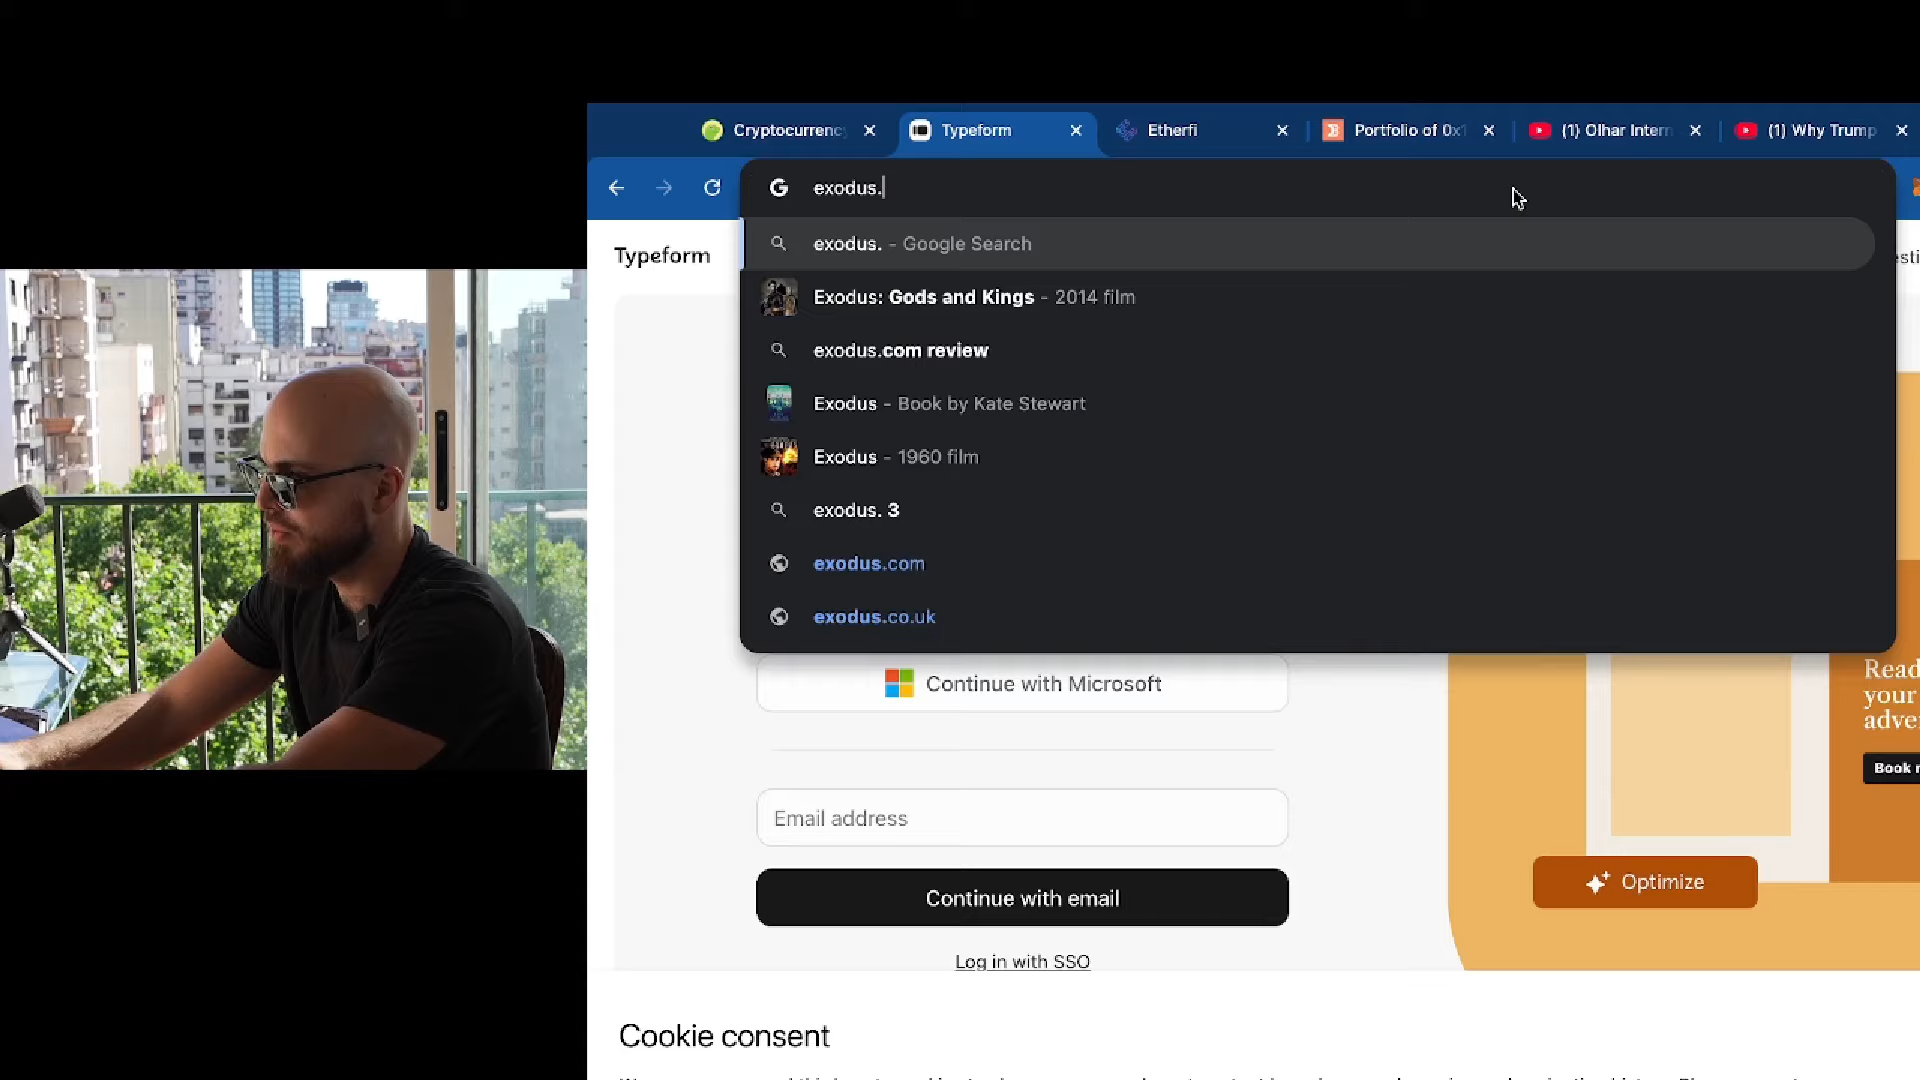 Cryptocurrenc
Typeform
Etherfi
Portfolio of 0x1
(1) Olhar Intern
(1) Why Trump
exodus.
exodus. - Google Search
Exodus: Gods and Kings - 2014 film
exodus.com review
Exodus - Book by Kate Stewart
Exodus - 1960 film
exodus. 3
exodus.com
exodus.co.uk
Typeform
Continue with Microsoft
Email address
Continue with email
Log in with SSO
Read
your
adver
Book
Optimize
Cookie consent